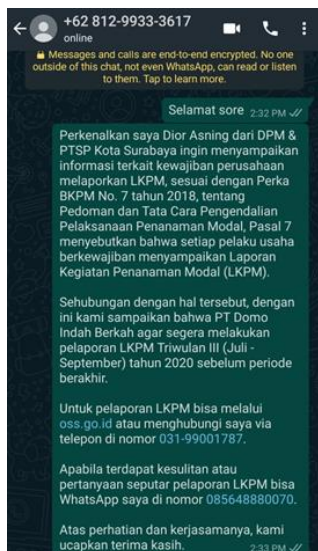 +62 812-9933-3617
online
Messages and calls are end-to-end encrypted. No one
outside of this chat, not even WhatsApp, can read or listen
to them. Tap to learn more.
Selamat sore 2:32 PM
Perkenalkan saya Dior Asning dari DPM &
PTSP Kota Surabaya ingin menyampaikan
informasi terkait kewajiban perusahaan
melaporkan LKPM, sesuai dengan Perka
BKPM No. 7 tahun 2018, tentang
Pedoman dan Tata Cara Pengendalian
Pelaksanaan Penanaman Modal, Pasal 7
menyebutkan bahwa setiap pelaku usaha
berkewajiban menyampaikan Laporan
Kegiatan Penanaman Modal (LKPM).
Sehubungan dengan hal tersebut, dengan
ini kami sampaikan bahwa PT Domo
Indah Berkah agar segera melakukan
pelaporan LKPM Triwulan III (Juli -
September) tahun 2020 sebelum periode
berakhir.
Untuk pelaporan LKPM bisa melalui
oss.go.id atau menghubungi saya via
telepon di nomor 031-99001787.
Apabila terdapat kesulitan atau
pertanyaan seputar pelaporan LKPM bisa
WhatsApp saya di nomor 085648880070.
Atas perhatian dan kerjasamanya, kami
ucapkan terima kasih. 2:33 PM